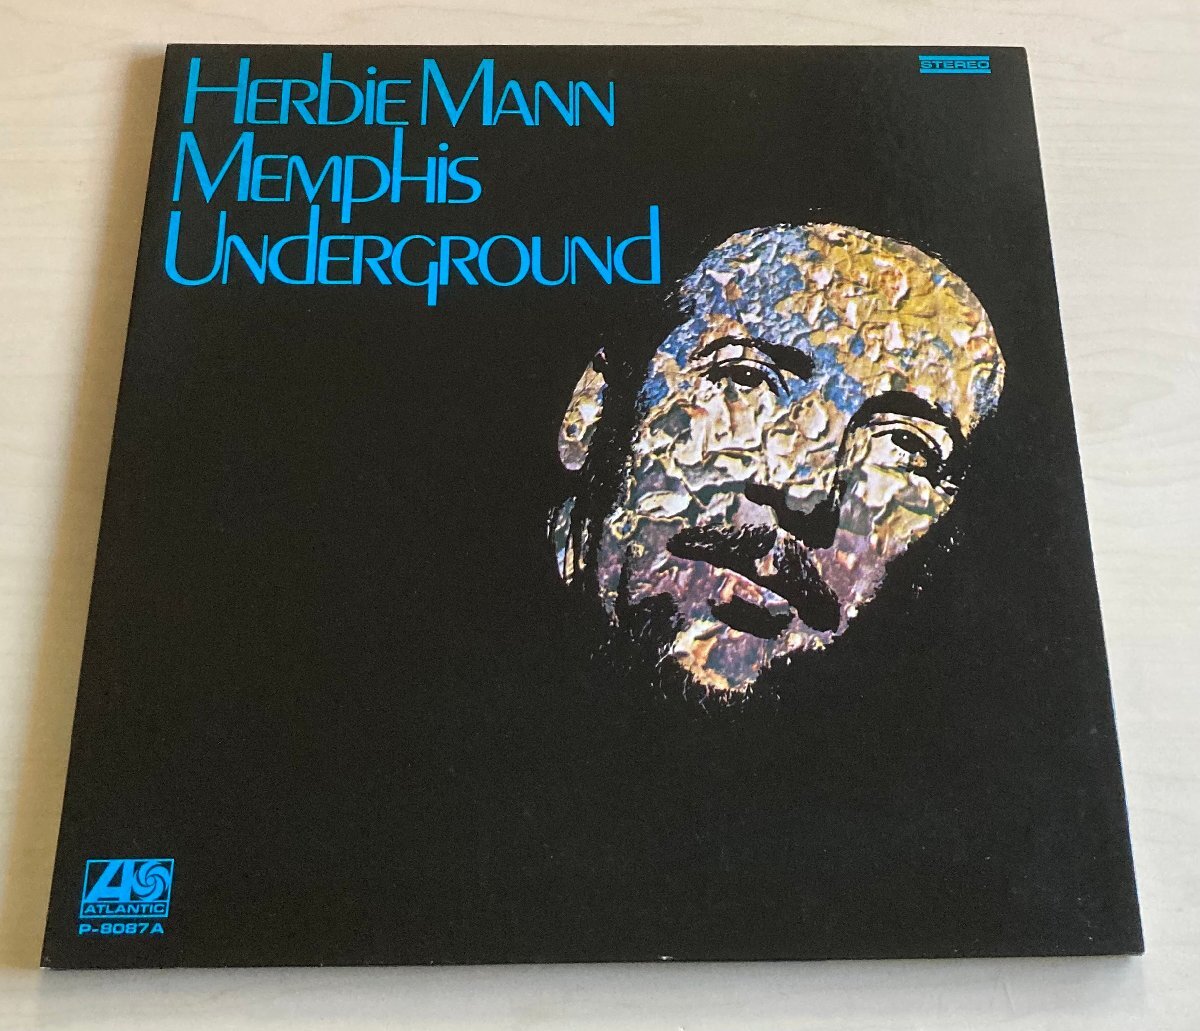 HERbiE MANN
MEMPHiS
UNdERGROUNd
STEREO
ATLANTIC
P-8087A